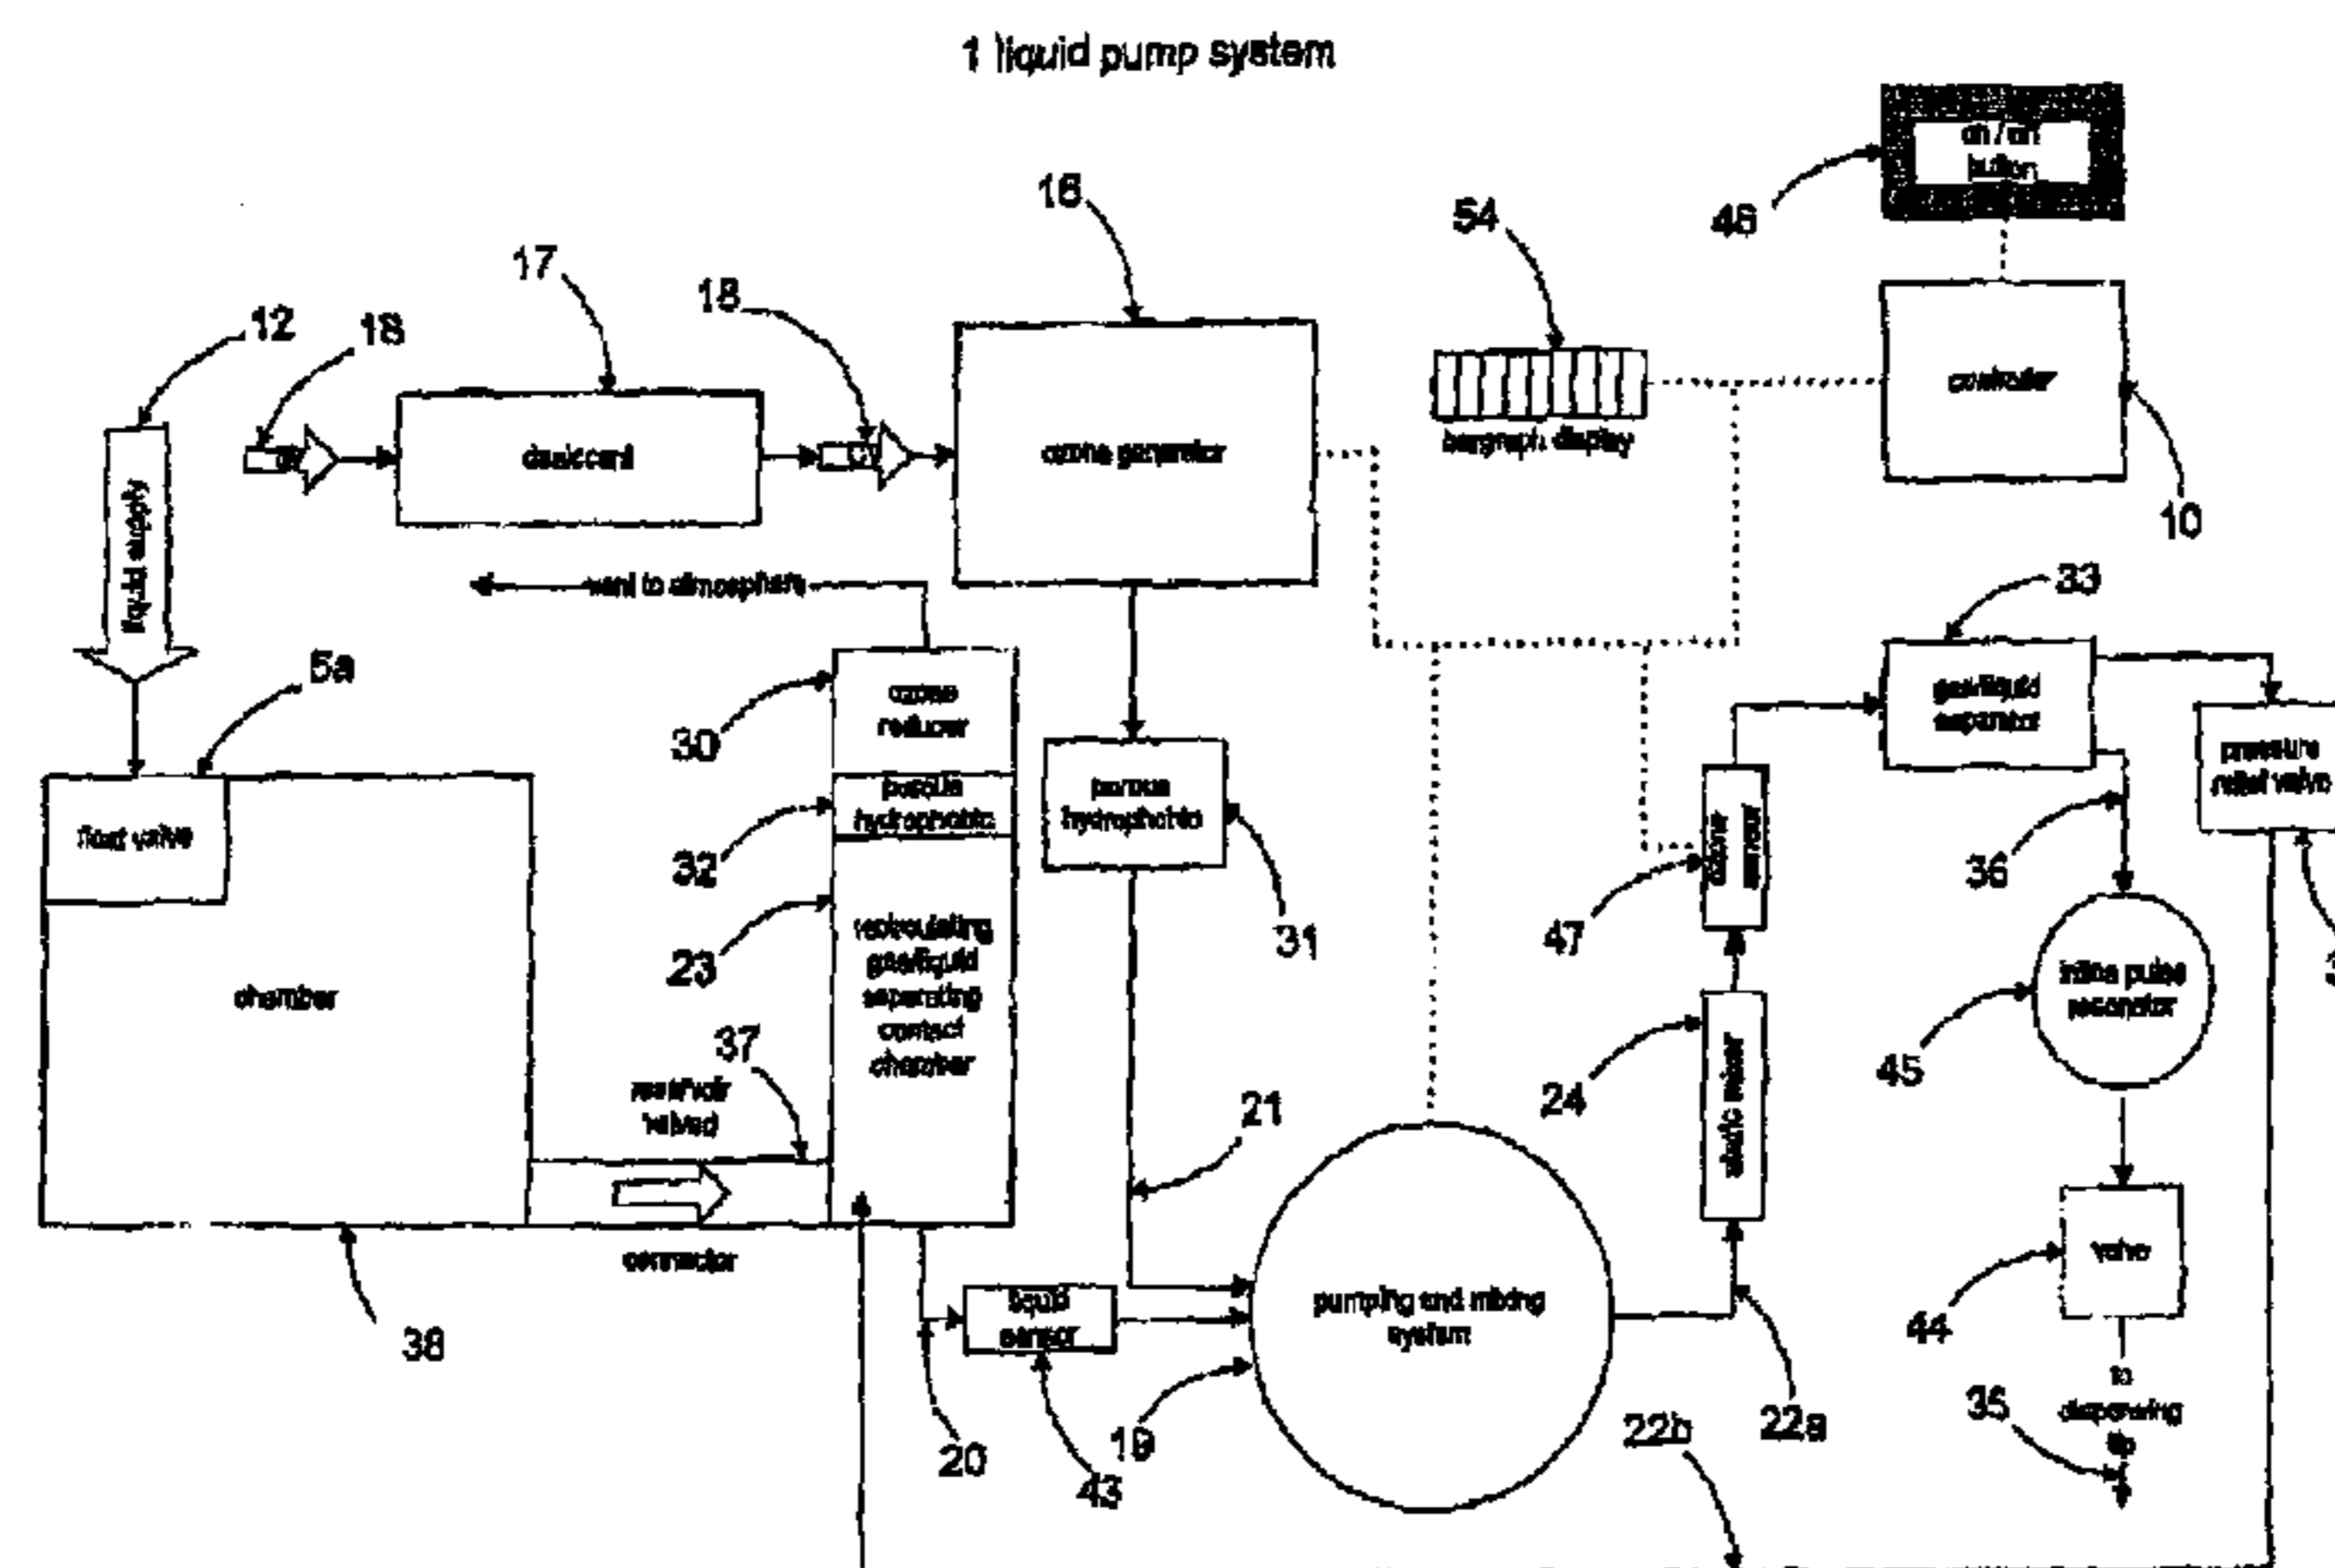 1 liquid pump system
on / off
button
46
16
54
17
18
12
18
desiccant
ozone generator
bargraph display
controller
10
liquid supply
vent to atmosphere
33
5a
ozone
reducer
30
gas/liquid
separator
pressure
relief valve
float valve
porous
hydrophobic
32
porous
hydrophobic
31
ozone
sensor
47
36
23
recirculating
gas/liquid
separating
contact
chamber
chamber
inline pulse
resonator
45
37
reservoir
24
static mixer
21
connector
valve
44
38
liquid
sensor
pumping and mixing
system
20
43
19
22b
22a
to
dispensing
35